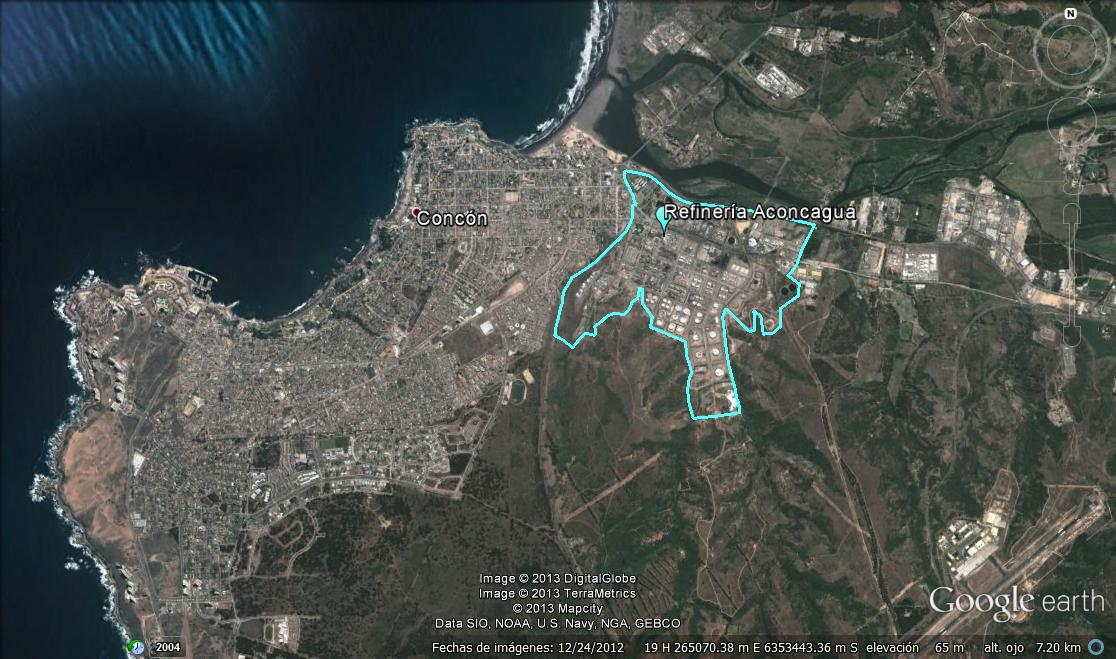 N
Refinería Aconcagua
Concón
Image © 2013 DigitalGlobe
Image © 2013 TerraMetrics
© 2013 Mapcity
Data SIO, NOAA, U.S. Navy, NGA, GEBCO
Google earth
2004
Fechas de imágenes: 12/24/2012 19 H 265070.38 m E 6353443.36 m S elevación 65 m alt. ojo 7.20 km